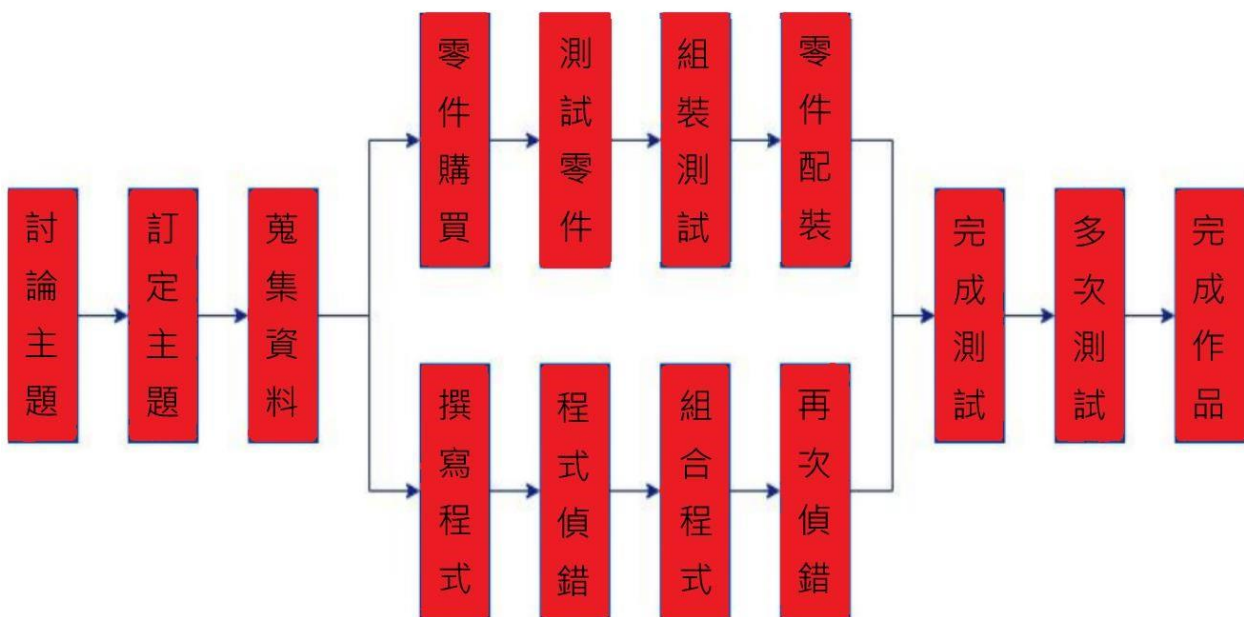 討論主題
訂定主題
蒐集資料
零件購買
測試零件
組裝測試
零件配裝
撰寫程式
程式偵錯
組合程式
再次偵錯
完成測試
多次測試
完成作品